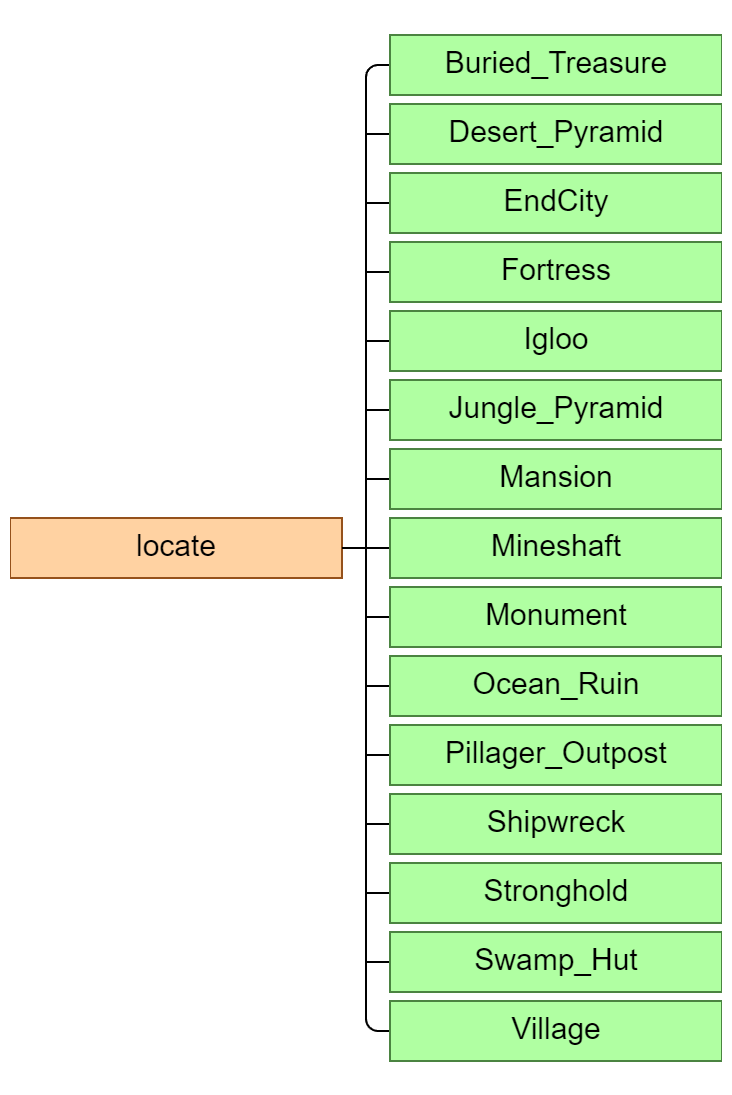 Buried_Treasure
Desert_Pyramid
EndCity
Fortress
Igloo
Jungle_Pyramid
Mansion
locate
Mineshaft
Monument
Ocean_Ruin
Pillager_Outpost
Shipwreck
Stronghold
Swamp_Hut
Village